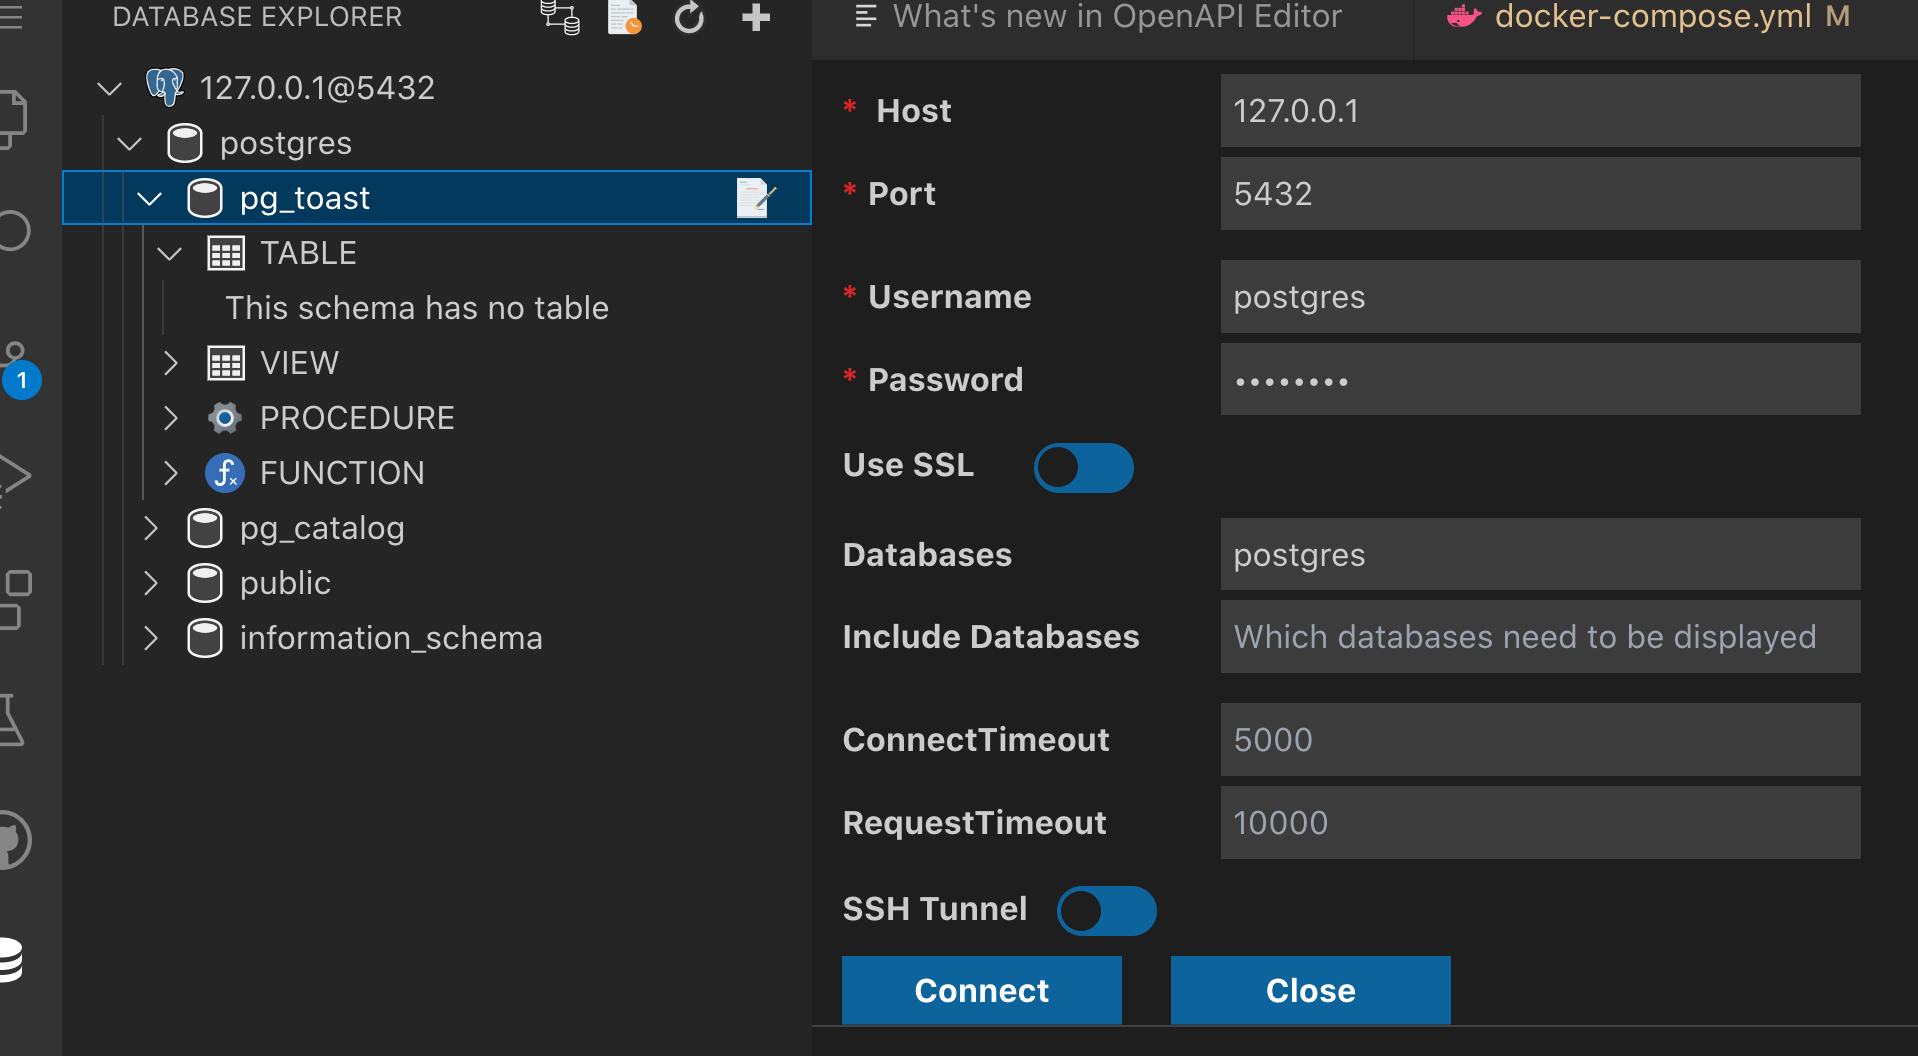 DATABASE EXPLORER
127.0.0.1@5432
postgres
pg_toast
TABLE
This schema has no table
VIEW
PROCEDURE
FUNCTION
pg_catalog
public
information_schema
1
What's new in OpenAPI Editor
docker-compose.yml M
* Host 127.0.0.1
* Port 5432
* Username postgres
* Password ••••••••
Use SSL
Databases postgres
Include Databases Which databases need to be displayed
ConnectTimeout 5000
RequestTimeout 10000
SSH Tunnel
Connect Close